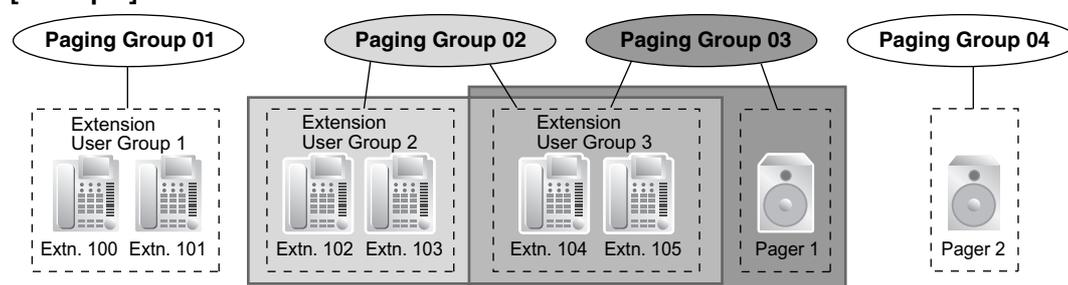 Paging Group 01
Paging Group 02
Paging Group 03
Paging Group 04
Extension
User Group 1
Extension
User Group 2
Extension
User Group 3
Extn. 100
Extn. 101
Extn. 102
Extn. 103
Extn. 104
Extn. 105
Pager 1
Pager 2